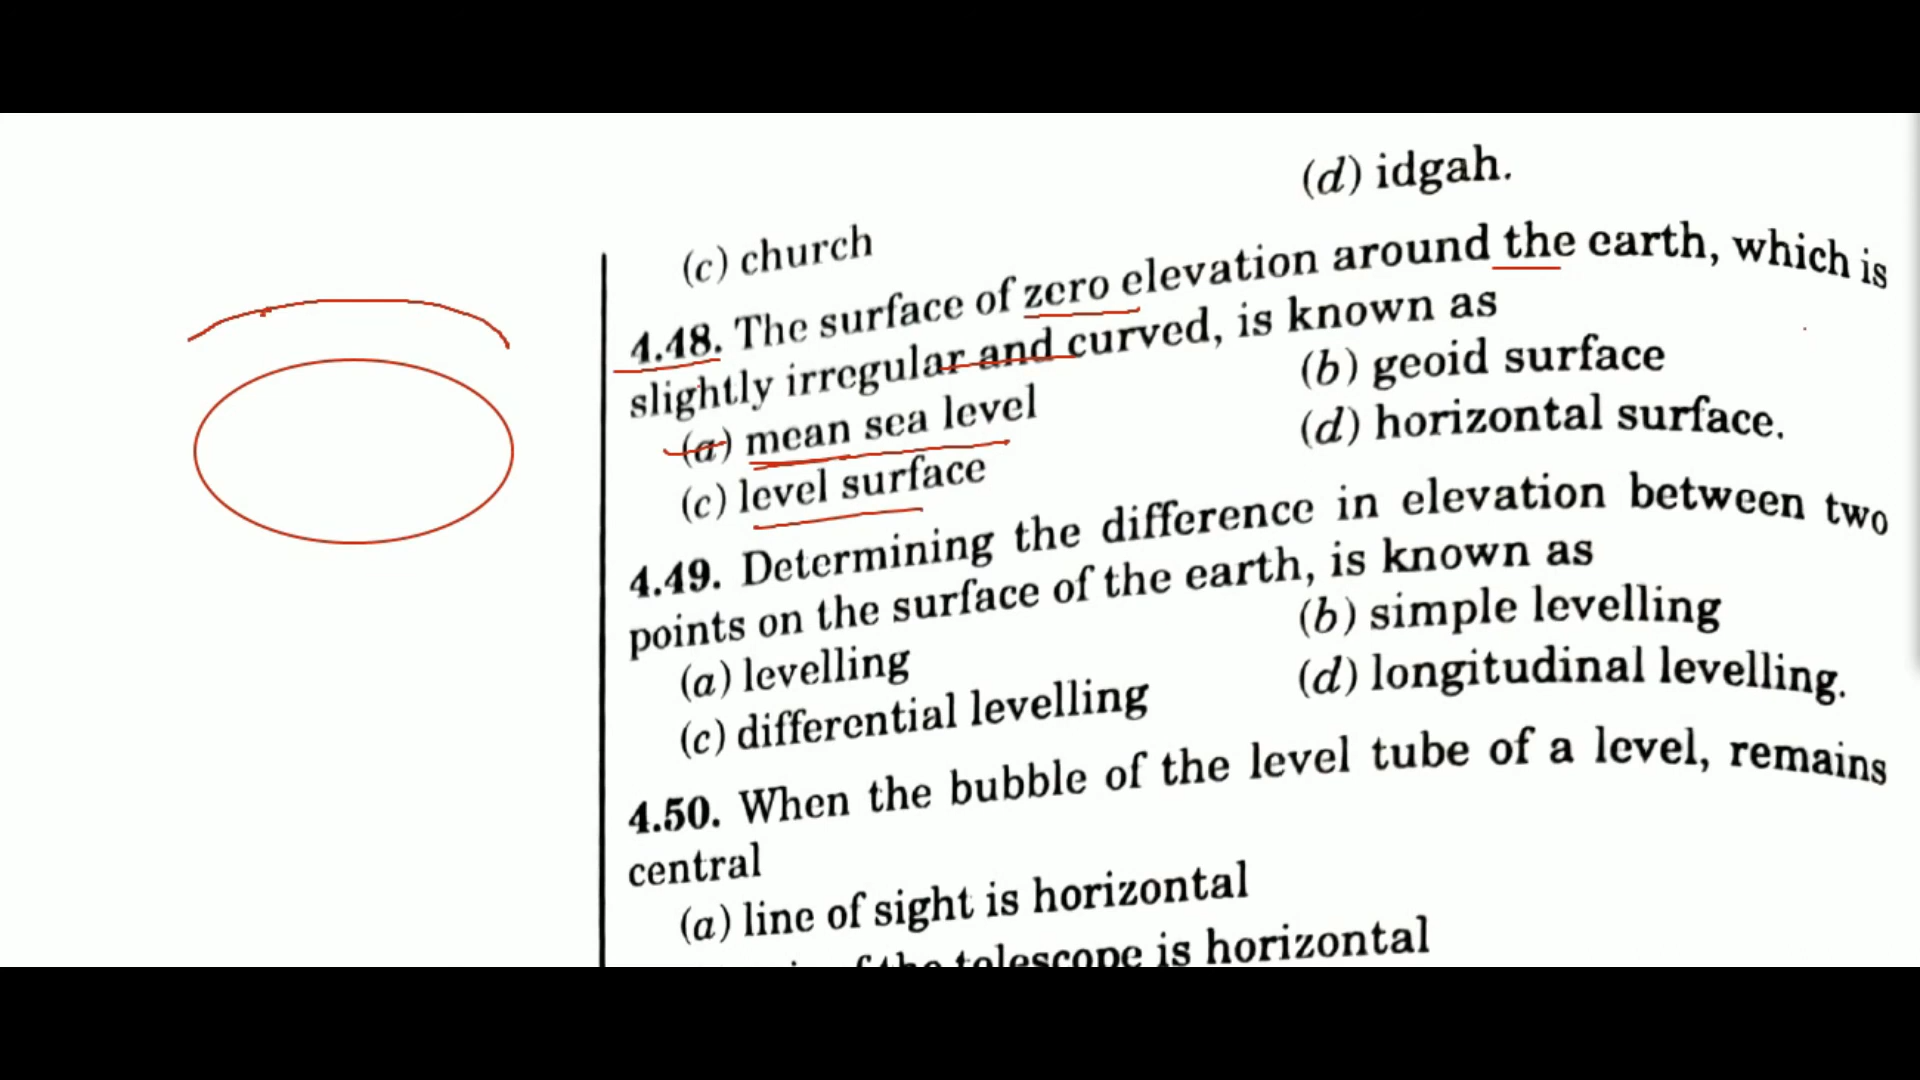 (d) idgah.
(c) church
4.48. The surface of zero elevation around the earth, which is
slightly irregular and curved, is known as
(a) mean sea level
(b) geoid surface
(c) level surface
(d) horizontal surface.
4.49. Determining the difference in elevation between two
points on the surface of the earth, is known as
(a) levelling
(b) simple levelling
(c) differential levelling
(d) longitudinal levelling.
4.50. When the bubble of the level tube of a level, remains
central
(a) line of sight is horizontal
telescope is horizontal